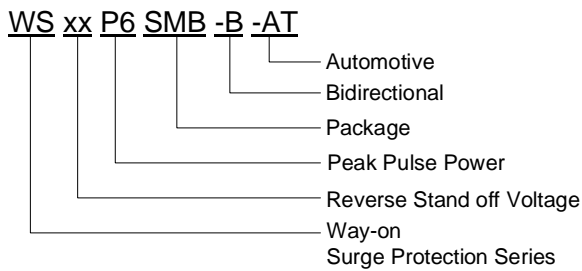 WS xx P6 SMB -B -AT
Automotive
Bidirectional
Package
Peak Pulse Power
Reverse Stand off Voltage
Way-on
Surge Protection Series